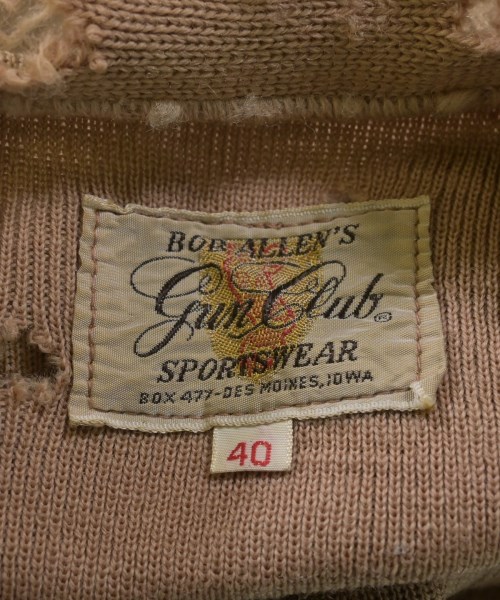 BOB ALLEN'S
Gun Club
SPORTSWEAR
BOX 477-DES MOINES, IOWA
40